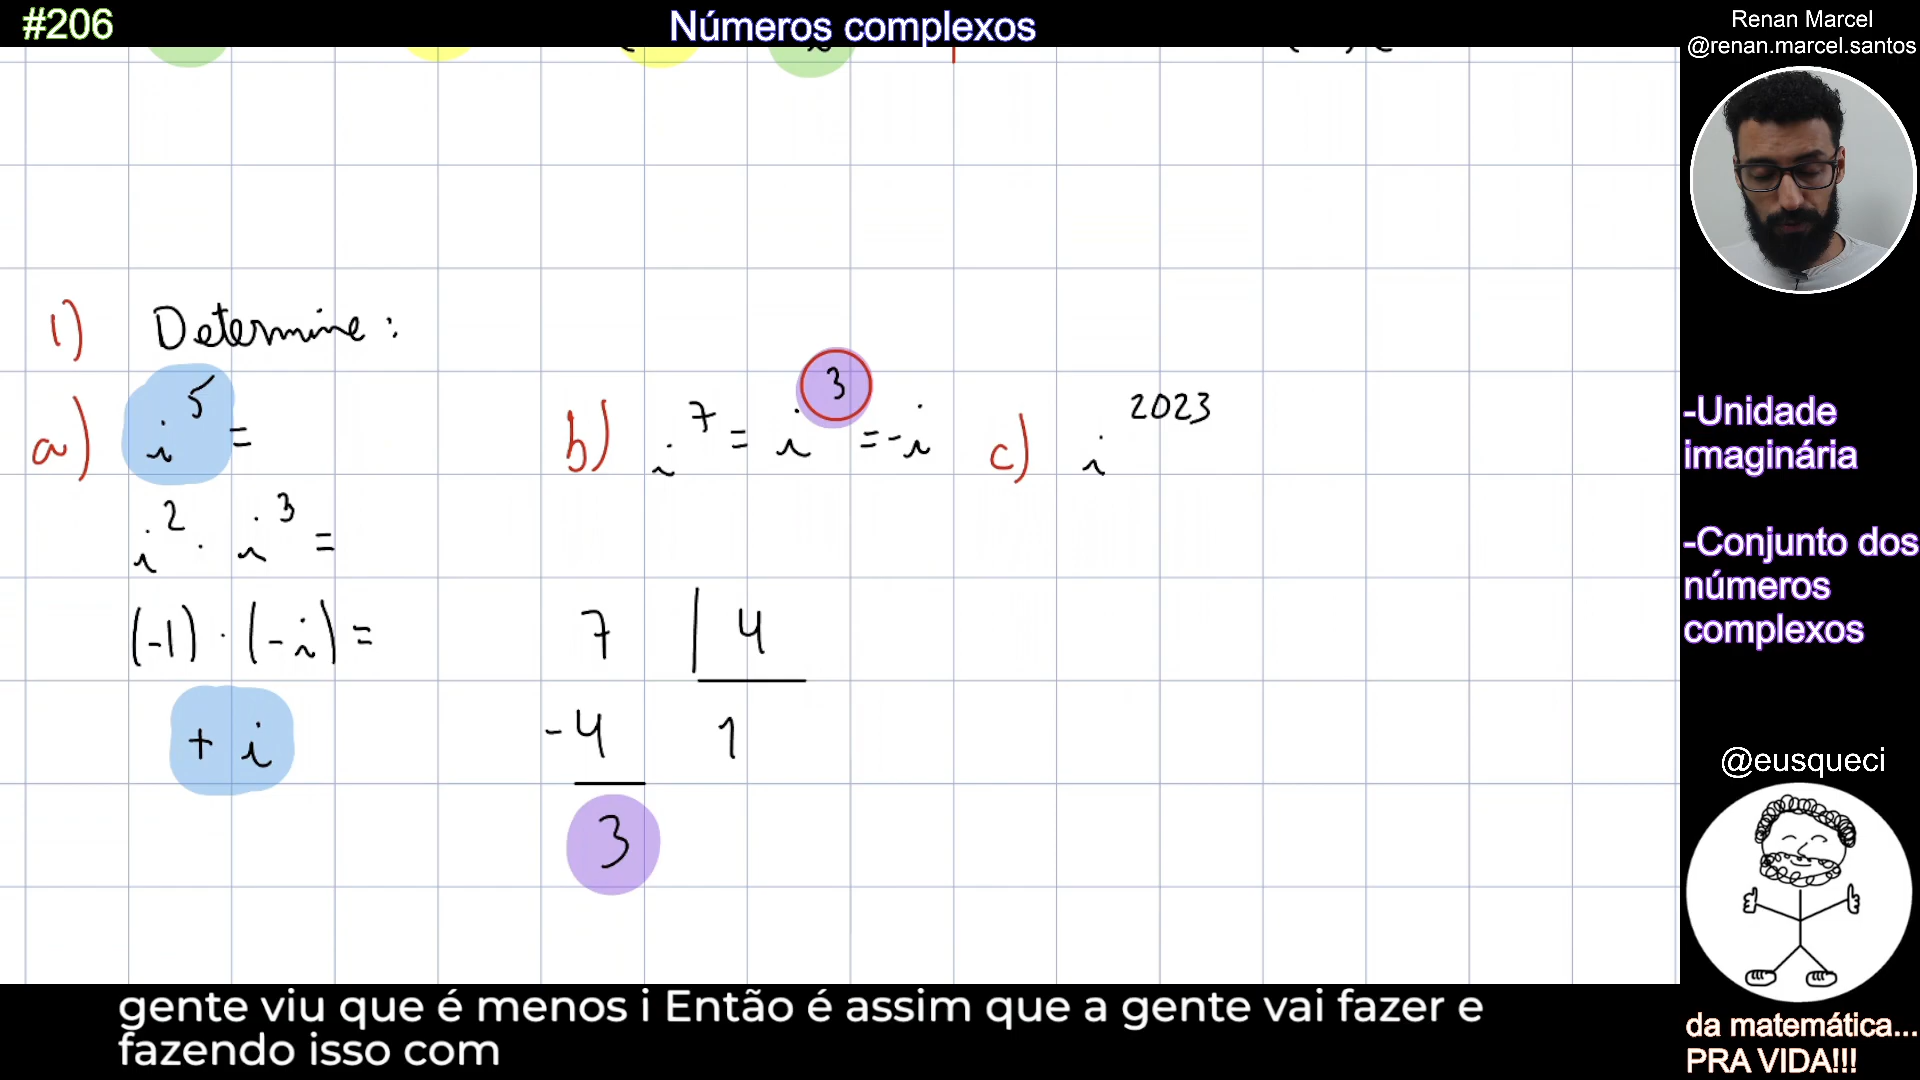 #206
Números complexos
Renan Marcel
@renan.marcel.santos
1) Determine:
a) i⁵ =
i² · i³ =
(-1) · (-i) =
+ i
b) i⁷ = i³ = -i
7 | 4
-4 1
3
c) i²⁰²³
-Unidade
imaginária
-Conjunto dos
números
complexos
@eusqueci
da matemática...
PRA VIDA!!!
gente viu que é menos i Então é assim que a gente vai fazer e
fazendo isso com